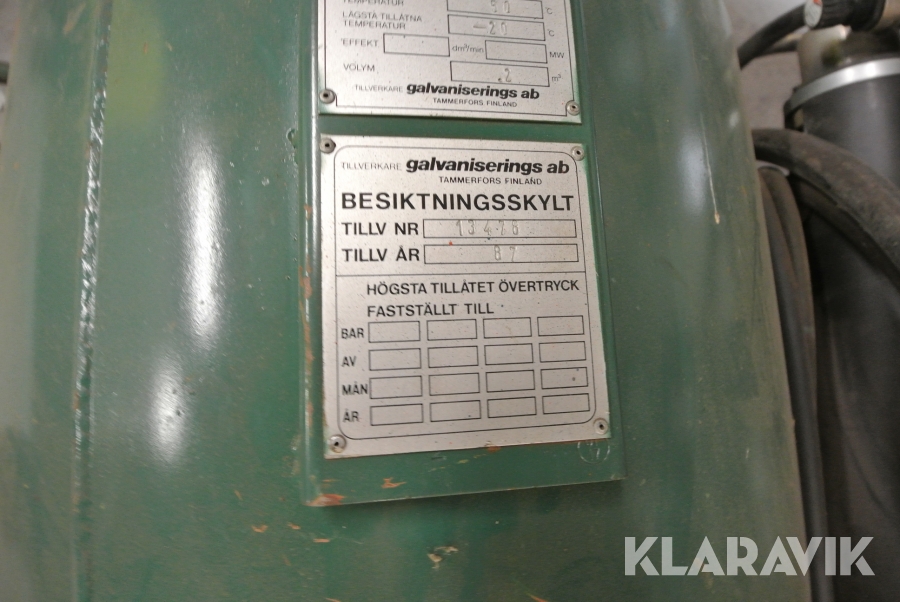 TEMPERATUR 50 °C
LÄGSTA TILLÅTNA
TEMPERATUR -20 °C
EFFEKT dm³/min MW
VOLYM .2 m³
TILLVERKARE galvaniserings ab
TAMMERFORS FINLAND
TILLVERKARE galvaniserings ab
TAMMERFORS FINLAND
BESIKTNINGSSKYLT
TILLV NR 13476
TILLV ÅR 87
HÖGSTA TILLÅTET ÖVERTRYCK
FASTSTÄLLT TILL
BAR
AV
MÅN
ÅR
KLARAVIK